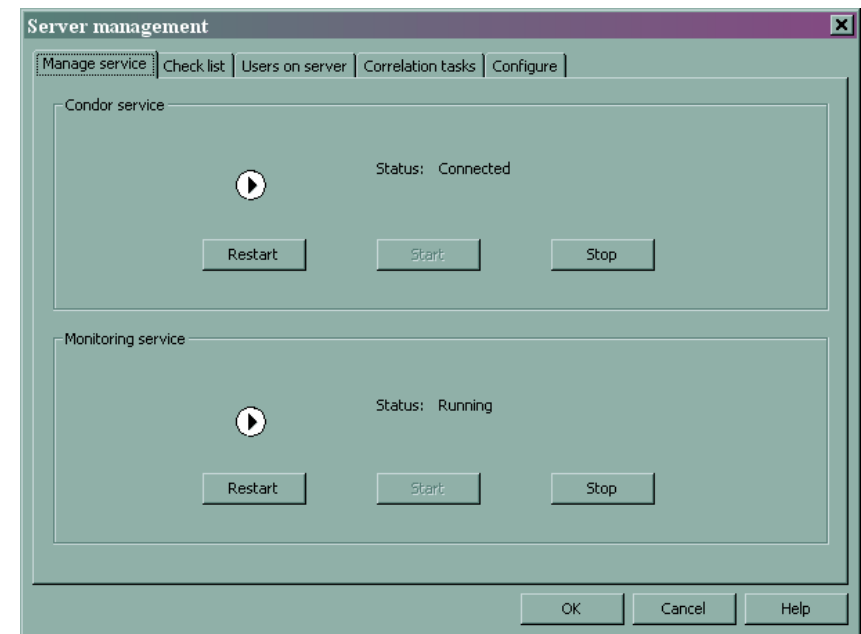 Server management
Manage service Check list Users on server Correlation tasks Configure
Condor service
Status: Connected
Restart Start Stop
Monitoring service
Status: Running
Restart Start Stop
OK Cancel Help